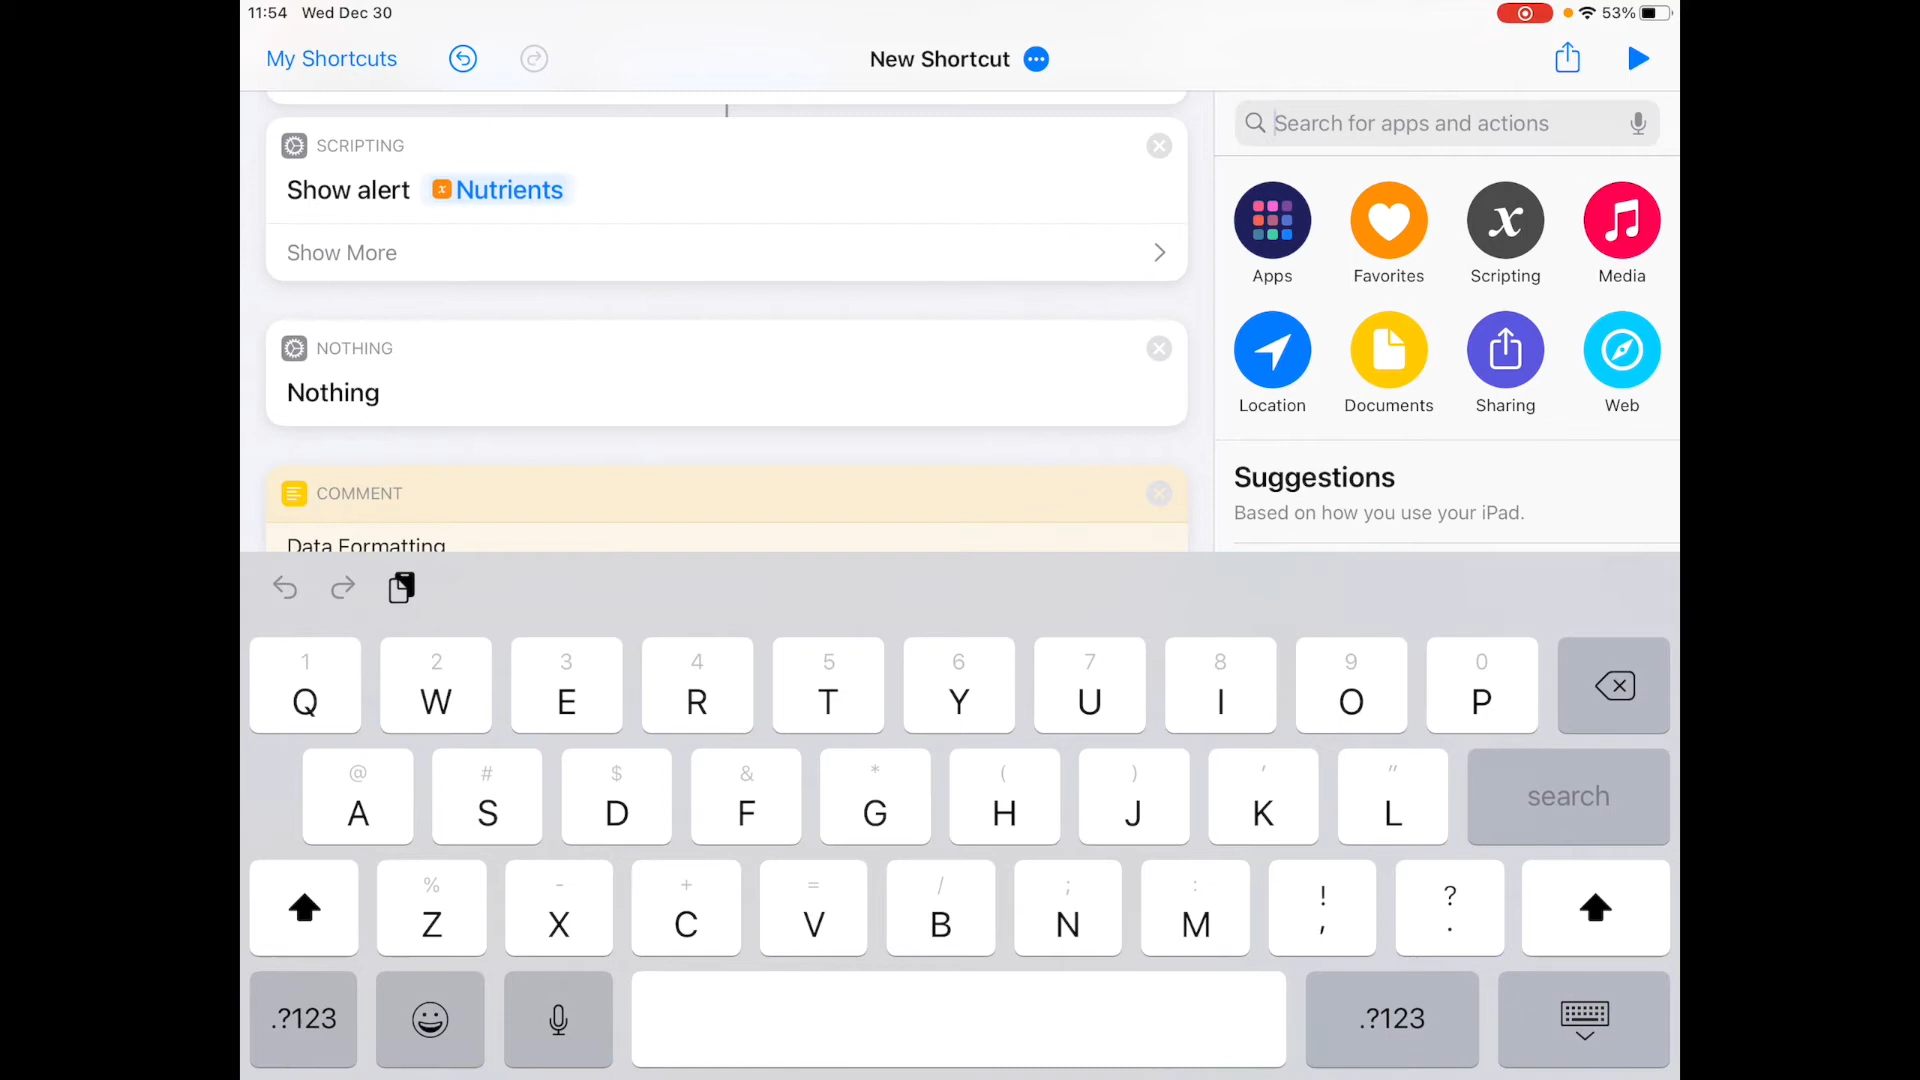 11:54 Wed Dec 30
53%
My Shortcuts
New Shortcut
SCRIPTING
Show alert x Nutrients
Show More
NOTHING
Nothing
COMMENT
Data Formatting
Search for apps and actions
x
Apps Favorites Scripting Media
Location Documents Sharing Web
Suggestions
Based on how you use your iPad.
1 2 3 4 5 6 7 8 9 0
Q W E R T Y U I O P
@ # $ & * ( ) ' "
A S D F G H J K L search
% - + = / ; : ! ?
Z X C V B N M , .
.?123 .?123